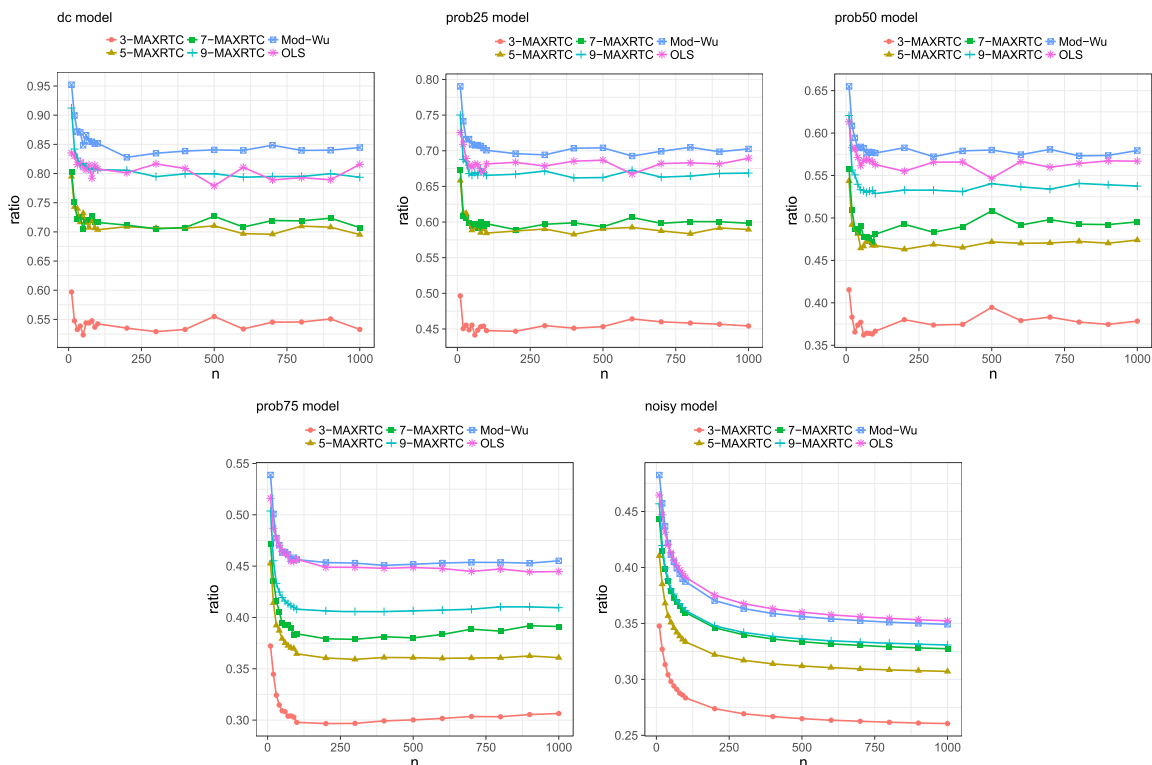 dc model
3−MAXRTC 7−MAXRTC Mod−Wu
5−MAXRTC 9−MAXRTC OLS
0.95
0.90
0.85
0.80
0.75
0.70
0.65
0.60
0.55
ratio
0 250 500 750 1000
n
prob25 model
3−MAXRTC 7−MAXRTC Mod−Wu
5−MAXRTC 9−MAXRTC OLS
0.80
0.75
0.70
0.65
0.60
0.55
0.50
0.45
ratio
0 250 500 750 1000
n
prob50 model
3−MAXRTC 7−MAXRTC Mod−Wu
5−MAXRTC 9−MAXRTC OLS
0.65
0.60
0.55
0.50
0.45
0.40
0.35
ratio
0 250 500 750 1000
n
prob75 model
3−MAXRTC 7−MAXRTC Mod−Wu
5−MAXRTC 9−MAXRTC OLS
0.55
0.50
0.45
0.40
0.35
0.30
ratio
0 250 500 750 1000
n
noisy model
3−MAXRTC 7−MAXRTC Mod−Wu
5−MAXRTC 9−MAXRTC OLS
0.45
0.40
0.35
0.30
0.25
ratio
0 250 500 750 1000
n